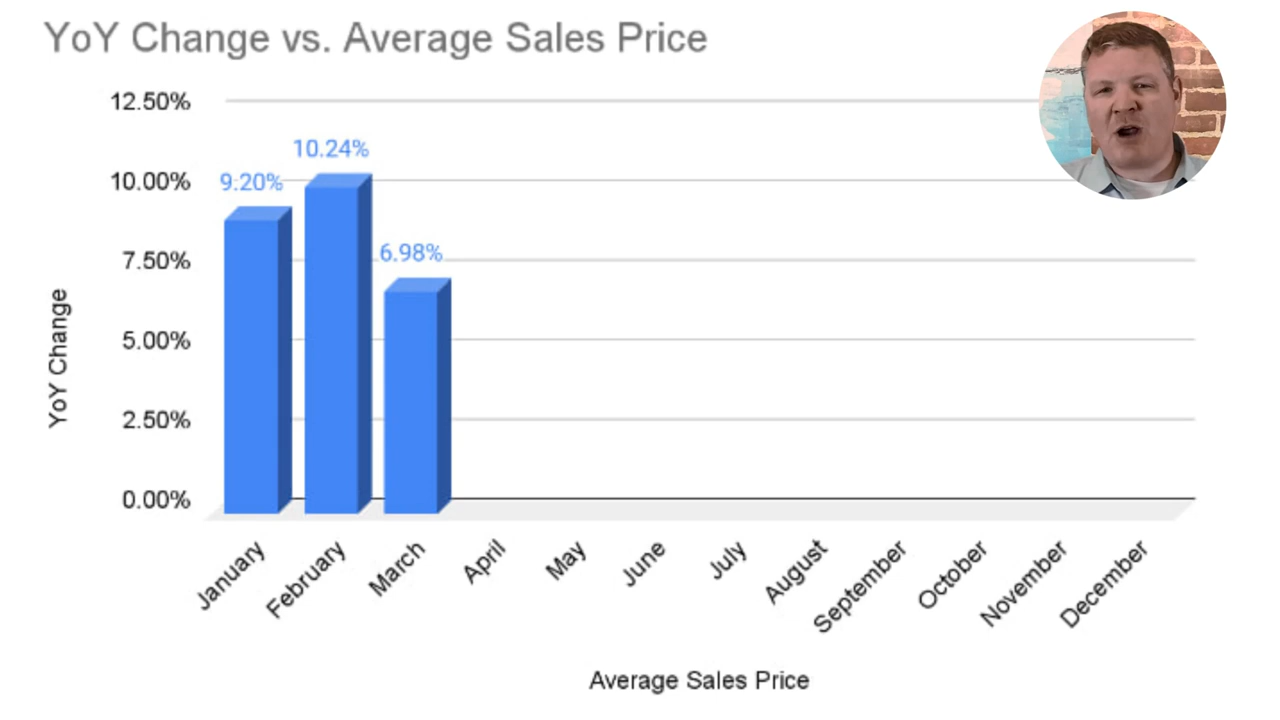 YoY Change vs. Average Sales Price
12.50%
10.24%
10.00%
9.20%
7.50%
6.98%
5.00%
2.50%
0.00%
YoY Change
January
February
March
April
May
June
July
August
September
October
November
December
Average Sales Price